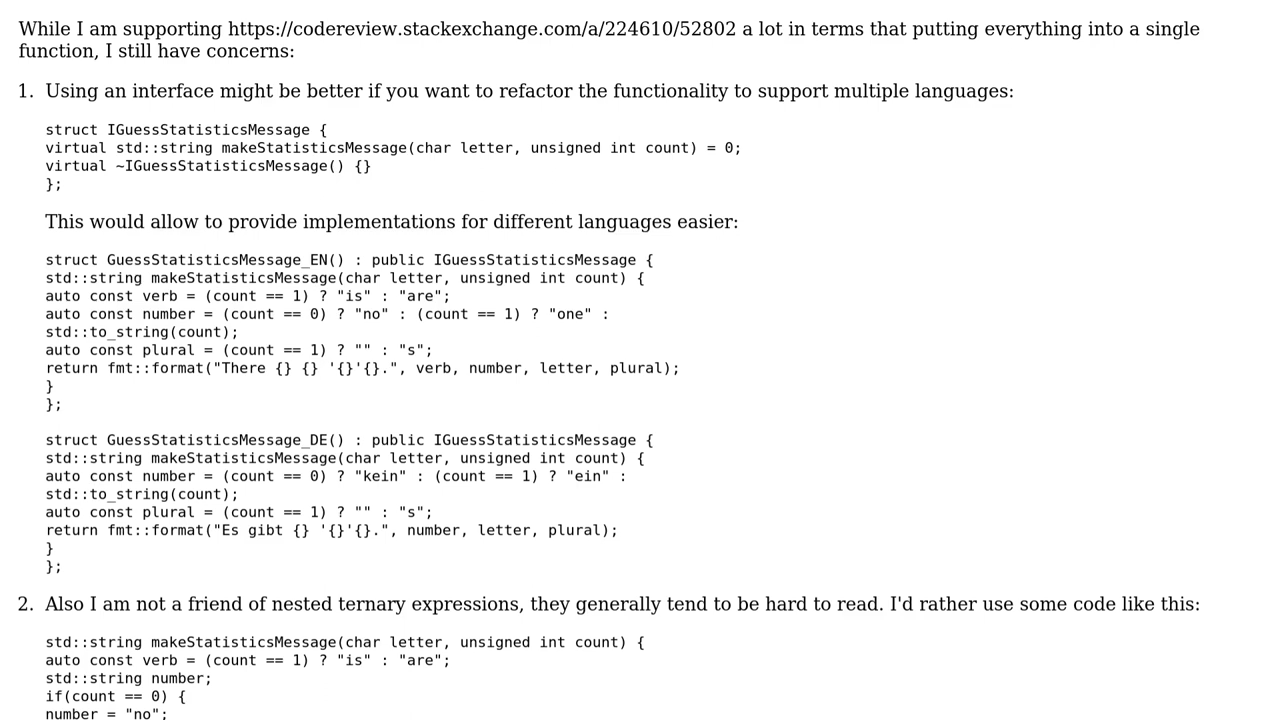 While I am supporting https://codereview.stackexchange.com/a/224610/52802 a lot in terms that putting everything into a single
function, I still have concerns:
1. Using an interface might be better if you want to refactor the functionality to support multiple languages:
struct IGuessStatisticsMessage {
virtual std::string makeStatisticsMessage(char letter, unsigned int count) = 0;
virtual ~IGuessStatisticsMessage() {}
};
This would allow to provide implementations for different languages easier:
struct GuessStatisticsMessage_EN() : public IGuessStatisticsMessage {
std::string makeStatisticsMessage(char letter, unsigned int count) {
auto const verb = (count == 1) ? "is" : "are";
auto const number = (count == 0) ? "no" : (count == 1) ? "one" :
std::to_string(count);
auto const plural = (count == 1) ? "" : "s";
return fmt::format("There {} {} '{}'{}.", verb, number, letter, plural);
}
};
struct GuessStatisticsMessage_DE() : public IGuessStatisticsMessage {
std::string makeStatisticsMessage(char letter, unsigned int count) {
auto const number = (count == 0) ? "kein" : (count == 1) ? "ein" :
std::to_string(count);
auto const plural = (count == 1) ? "" : "s";
return fmt::format("Es gibt {} '{}'{}.", number, letter, plural);
}
};
2. Also I am not a friend of nested ternary expressions, they generally tend to be hard to read. I'd rather use some code like this:
std::string makeStatisticsMessage(char letter, unsigned int count) {
auto const verb = (count == 1) ? "is" : "are";
std::string number;
if(count == 0) {
number = "no";